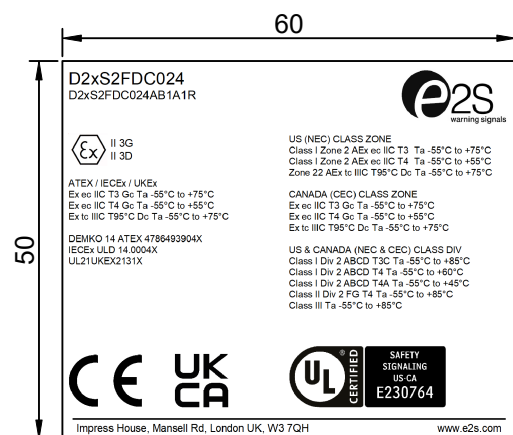 60
50
D2xS2FDC024
D2xS2FDC024AB1A1R
e2S
warning signals
Ex
II 3G
II 3D
ATEX / IECEx / UKEx
Ex ec IIC T3 Gc Ta -55°C to +75°C
Ex ec IIC T4 Gc Ta -55°C to +55°C
Ex tc IIIC T95°C Dc Ta -55°C to +75°C
DEMKO 14 ATEX 4786493904X
IECEx ULD 14.0004X
UL21UKEX2131X
US (NEC) CLASS ZONE
Class I Zone 2 AEx ec IIC T3 Ta -55°C to +75°C
Class I Zone 2 AEx ec IIC T4 Ta -55°C to +55°C
Zone 22 AEx tc IIIC T95°C Dc Ta -55°C to +75°C
CANADA (CEC) CLASS ZONE
Ex ec IIC T3 Gc Ta -55°C to +75°C
Ex ec IIC T4 Gc Ta -55°C to +55°C
Ex tc IIIC T95°C Dc Ta -55°C to +75°C
US & CANADA (NEC & CEC) CLASS DIV
Class I Div 2 ABCD T3C Ta -55°C to +85°C
Class I Div 2 ABCD T4 Ta -55°C to +60°C
Class I Div 2 ABCD T4A Ta -55°C to +45°C
Class II Div 2 FG T4 Ta -55°C to +85°C
Class III Ta -55°C to +85°C
CE
UK
CA
UL
®
CERTIFIED
SAFETY
SIGNALING
US-CA
E230764
Impress House, Mansell Rd, London UK, W3 7QH
www.e2s.com